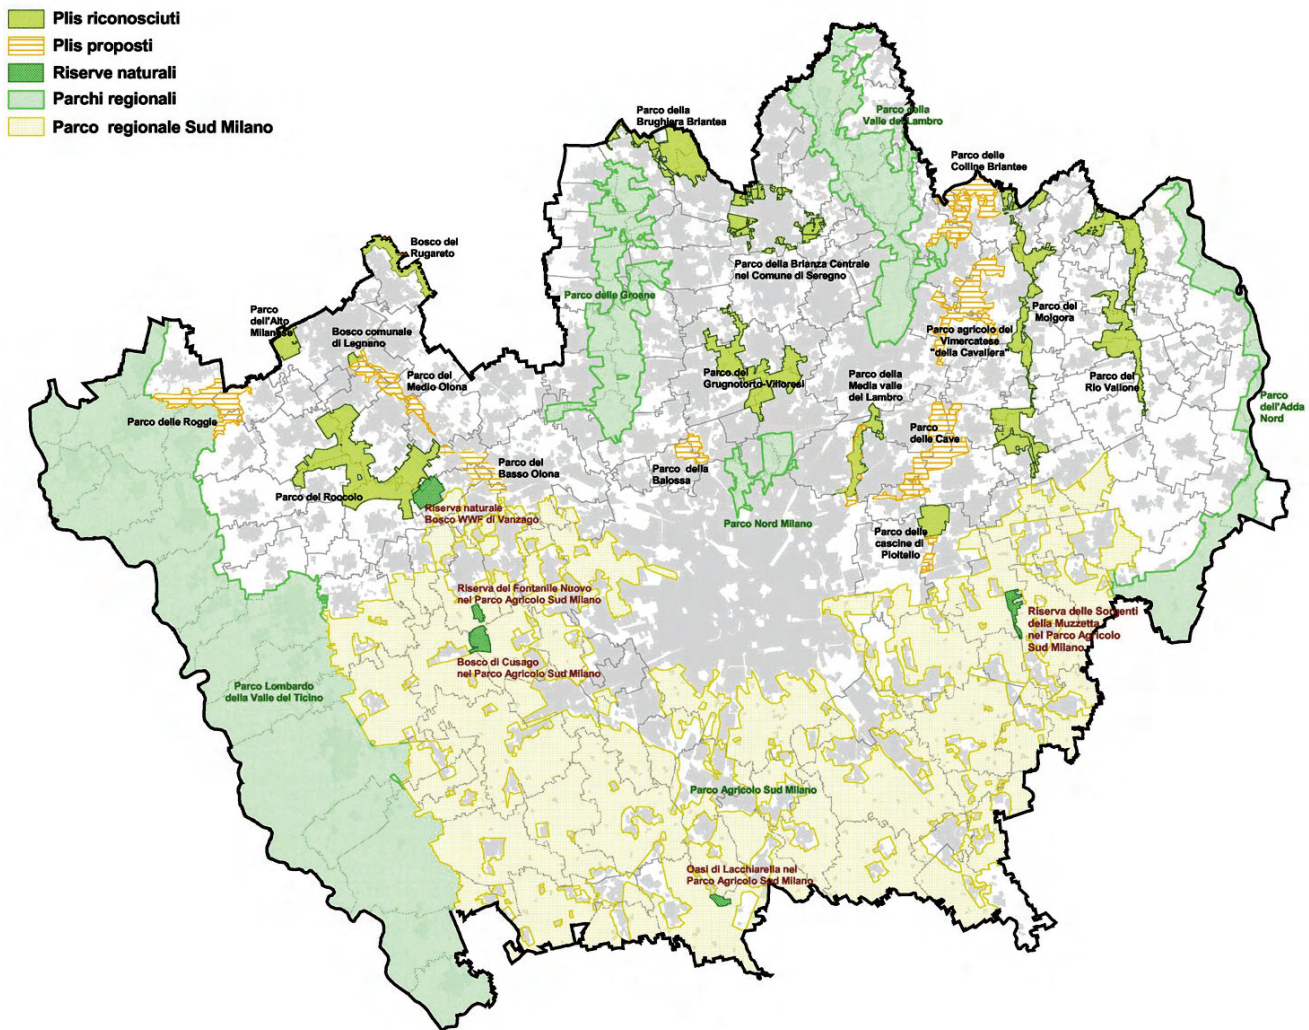 Plis riconosciuti
Plis proposti
Riserve naturali
Parchi regionali
Parco regionale Sud Milano
Parco della
Brughiera Briantea
Parco della
Valle del Lambro
Parco delle
Colline Briantee
Bosco del
Rugareto
Parco della Brianza Centrale
nel Comune di Seregno
Parco delle Groane
Parco
dell'Alto
Milanese
Bosco comunale
di Legnano
Parco del
Molgora
Parco agricolo del
Vimercatese
"della Cavallera"
Parco del
Medio Olona
Parco del
Grugnotorto-Villoresi
Parco della
Media valle
del Lambro
Parco del
Rio Vallone
Parco
dell'Adda
Nord
Parco delle Roggie
Parco
delle Cave
Parco del
Basso Olona
Parco della
Balossa
Parco del Roccolo
Riserva naturale
Bosco WWF di Vanzago
Parco Nord Milano
Parco delle
cascine di
Pioltello
Riserva del Fontanile Nuovo
nel Parco Agricolo Sud Milano
Riserva delle Sorgenti
della Muzzetta
nel Parco Agricolo
Sud Milano
Bosco di Cusago
nel Parco Agricolo Sud Milano
Parco Lombardo
della Valle del Ticino
Parco Agricolo Sud Milano
Oasi di Lacchiarella nel
Parco Agricolo Sud Milano